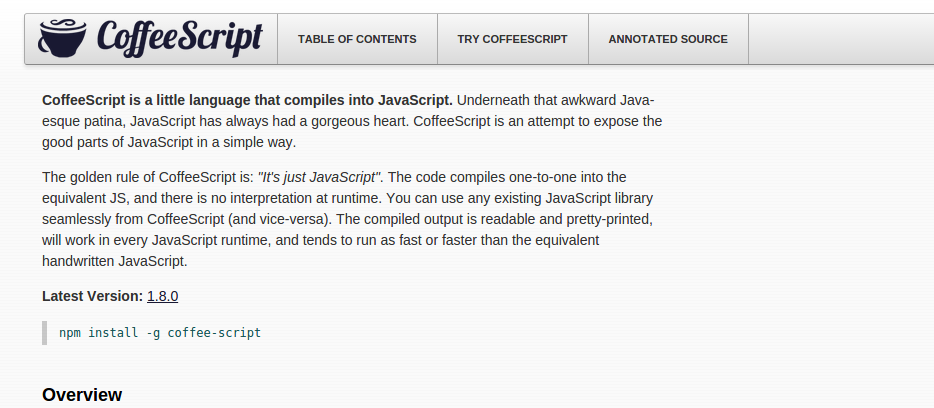 CoffeeScript
TABLE OF CONTENTS
TRY COFFEESCRIPT
ANNOTATED SOURCE
CoffeeScript is a little language that compiles into JavaScript. Underneath that awkward Java-
esque patina, JavaScript has always had a gorgeous heart. CoffeeScript is an attempt to expose the
good parts of JavaScript in a simple way.
The golden rule of CoffeeScript is: "It's just JavaScript". The code compiles one-to-one into the
equivalent JS, and there is no interpretation at runtime. You can use any existing JavaScript library
seamlessly from CoffeeScript (and vice-versa). The compiled output is readable and pretty-printed,
will work in every JavaScript runtime, and tends to run as fast or faster than the equivalent
handwritten JavaScript.
Latest Version: 1.8.0
npm install -g coffee-script
Overview